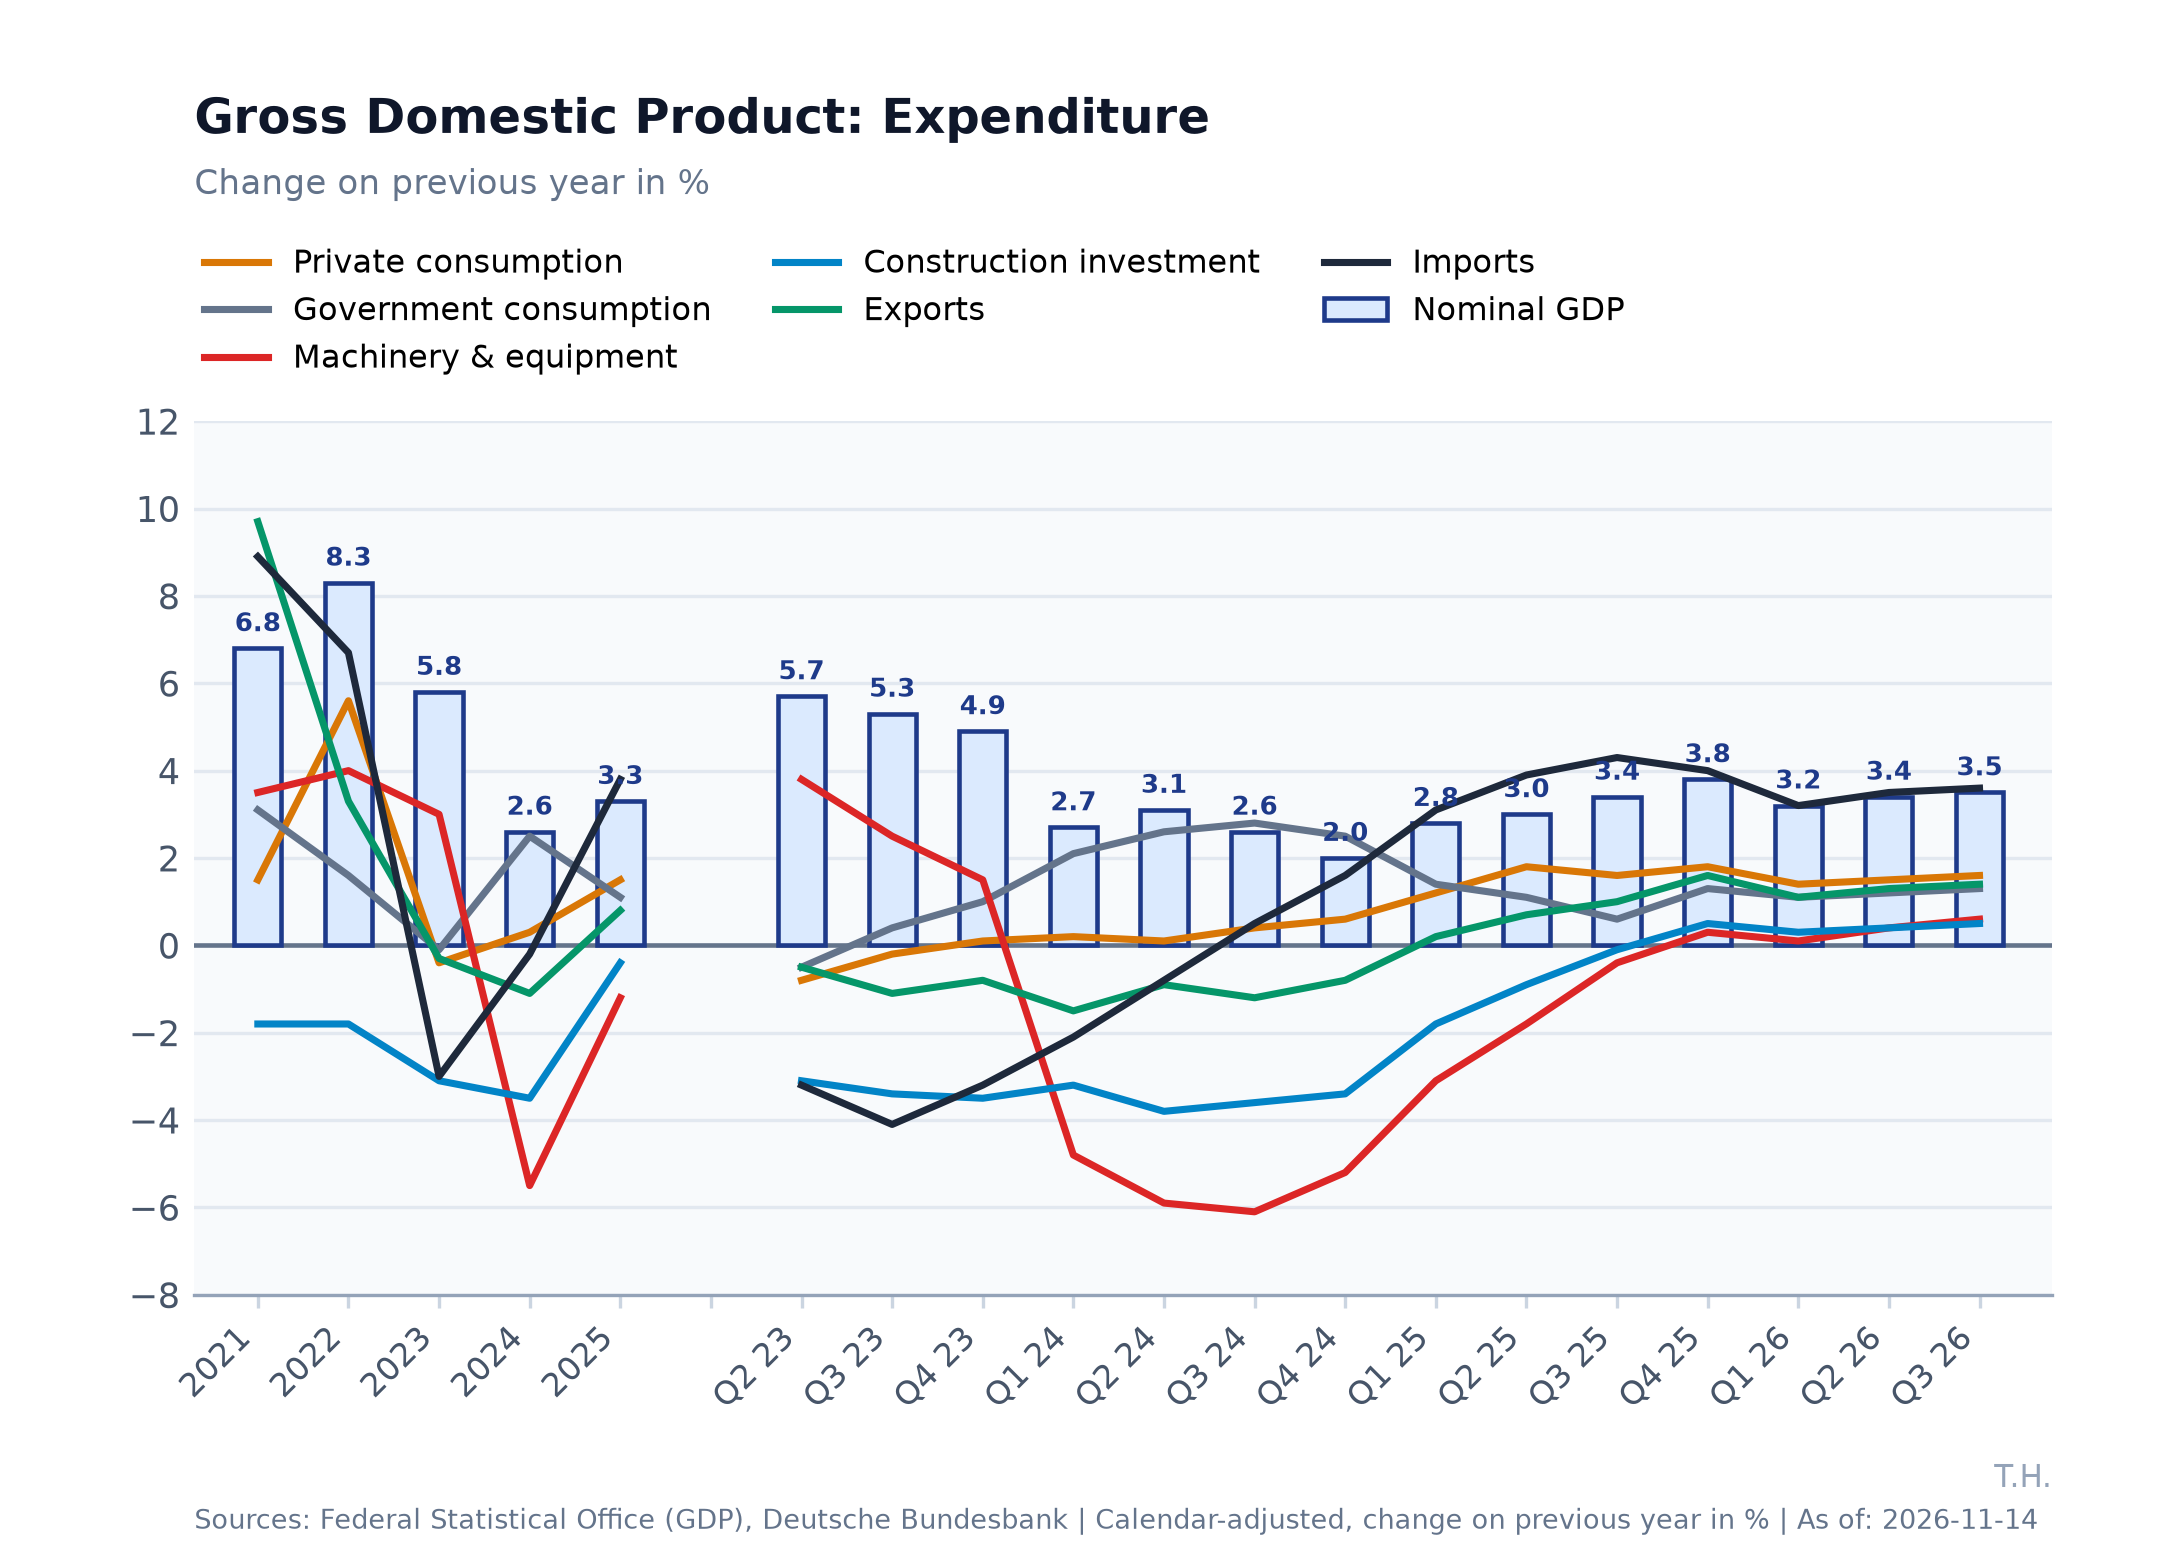 Gross Domestic Product: Expenditure
Change on previous year in %
Private consumption
Government consumption
Machinery & equipment
Construction investment
Exports
Imports
Nominal GDP
12
10
8
6
4
2
0
−2
−4
−6
−8
6.8
8.3
5.8
2.6
3.3
5.7
5.3
4.9
2.7
3.1
2.6
2.0
2.8
3.0
3.4
3.8
3.2
3.4
3.5
2021
2022
2023
2024
2025
Q2 23
Q3 23
Q4 23
Q1 24
Q2 24
Q3 24
Q4 24
Q1 25
Q2 25
Q3 25
Q4 25
Q1 26
Q2 26
Q3 26
T.H.
Sources: Federal Statistical Office (GDP), Deutsche Bundesbank | Calendar-adjusted, change on previous year in % | As of: 2026-11-14